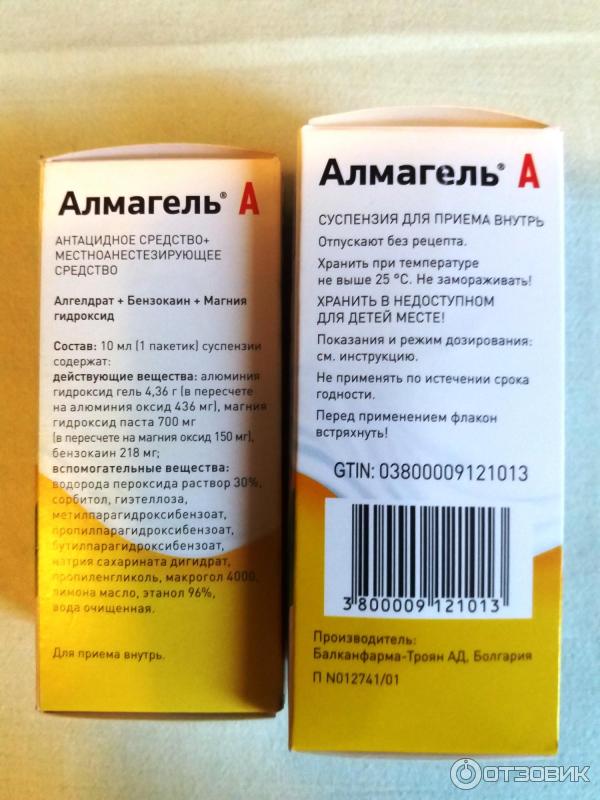 Алмагель® А
АНТАЦИДНОЕ СРЕДСТВО+
МЕСТНОАНЕСТЕЗИРУЮЩЕЕ
СРЕДСТВО
Алгелдрат + Бензокаин + Магния
гидроксид
Состав: 10 мл (1 пакетик) суспензии
содержат:
действующие вещества: алюминия
гидроксид гель 4,36 г (в пересчете
на алюминия оксид 436 мг), магния
гидроксид паста 700 мг
(в пересчете на магния оксид 150 мг),
бензокаин 218 мг;
вспомогательные вещества:
водорода пероксида раствор 30%,
сорбитол, гиэтеллоза,
метилпарагидроксибензоат,
пропилпарагидроксибензоат,
бутилпарагидроксибензоат,
натрия сахарината дигидрат,
пропиленгликоль, макрогол 4000,
лимона масло, этанол 96%,
вода очищенная.
Для приема внутрь.
Алмагель® А
СУСПЕНЗИЯ ДЛЯ ПРИЕМА ВНУТРЬ
Отпускают без рецепта.
Хранить при температуре
не выше 25 °С. Не замораживать!
ХРАНИТЬ В НЕДОСТУПНОМ
ДЛЯ ДЕТЕЙ МЕСТЕ!
Показания и режим дозирования:
см. инструкцию.
Не применять по истечении срока
годности.
Перед применением флакон
встряхнуть!
GTIN: 03800009121013
3 800009 121013
Производитель:
Балканфарма-Троян АД, Болгария
П N012741/01
ОТЗОВИК